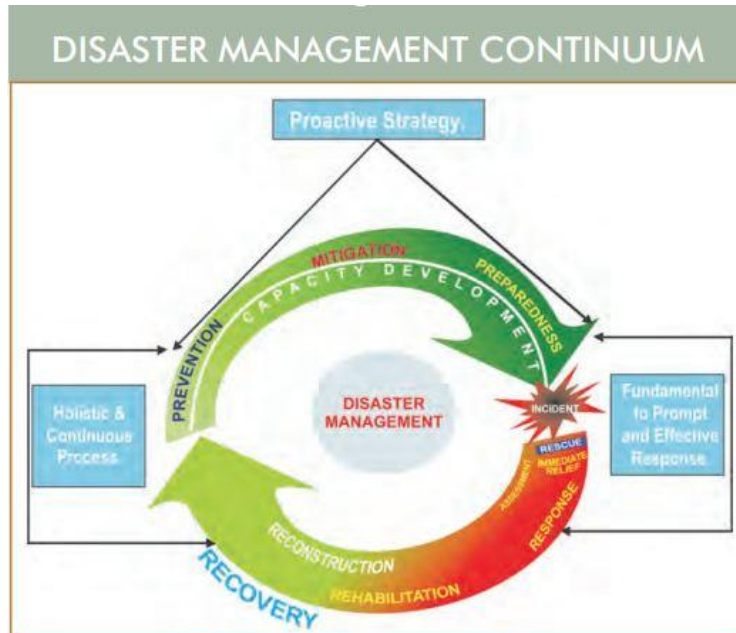 DISASTER MANAGEMENT CONTINUUM
Proactive Strategy,
MITIGATION
CAPACITY DEVELOPMENT
PREPAREDNESS
PREVENTION
DISASTER
MANAGEMENT
INCIDENT
Holistic &
Continuous
Process
Fundamental
to Prompt
and Effective
Response
RESCUE
IMMEDIATE
RELIEF
ASSESSMENT
RESPONSE
RECONSTRUCTION
REHABILITATION
RECOVERY